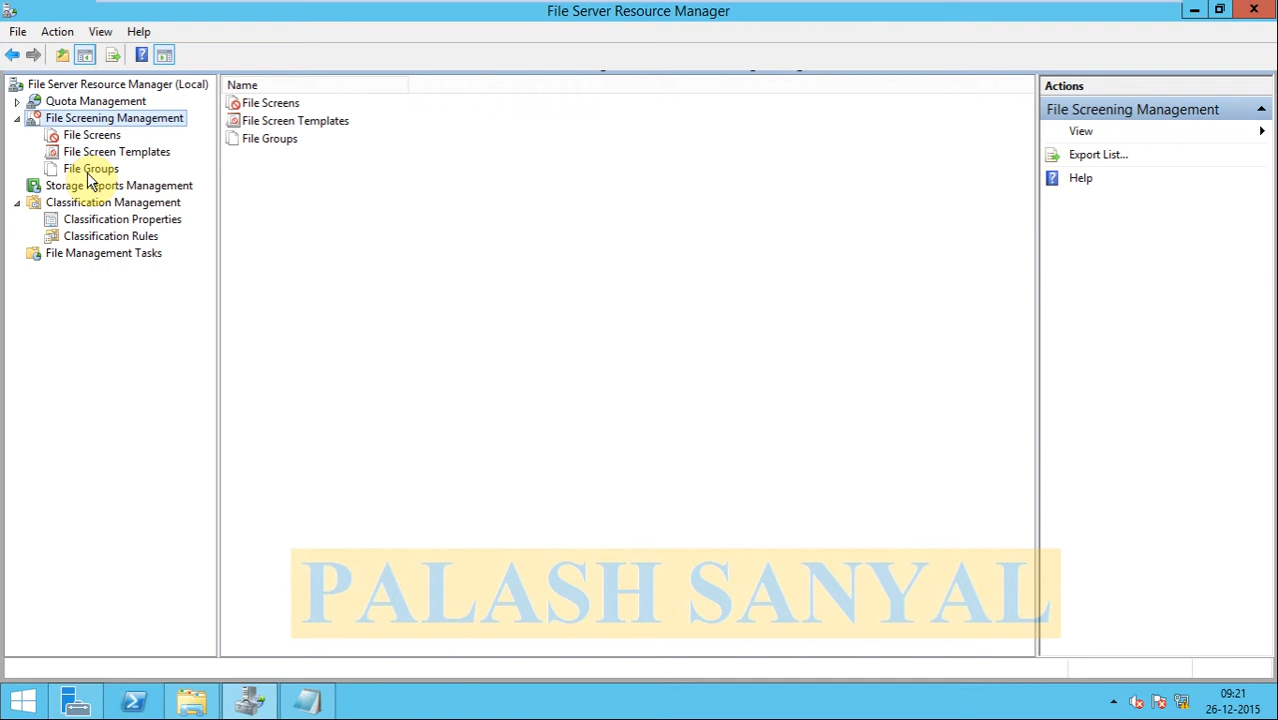 File Server Resource Manager
File Action View Help
File Server Resource Manager (Local)
Quota Management
File Screening Management
File Screens
File Screen Templates
File Groups
Storage Reports Management
Classification Management
Classification Properties
Classification Rules
File Management Tasks
Name
File Screens
File Screen Templates
File Groups
Actions
File Screening Management
View
Export List...
Help
PALASH SANYAL
09:21
26-12-2015